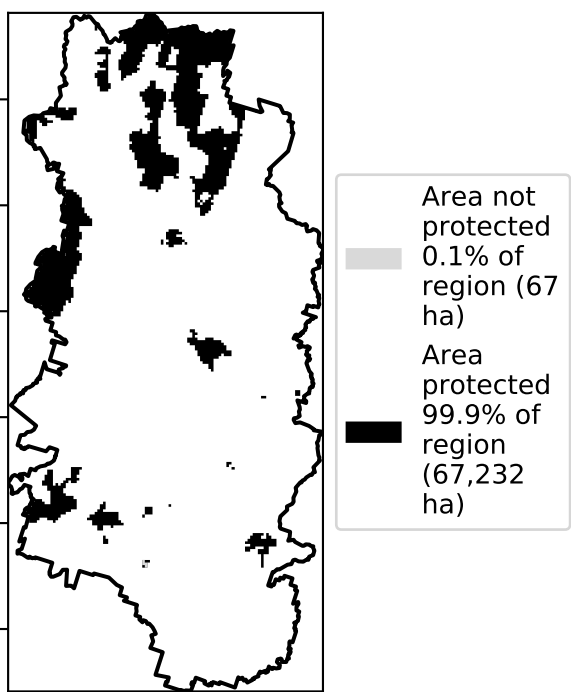 Area not
protected
0.1% of
region (67
ha)
Area
protected
99.9% of
region
(67,232
ha)